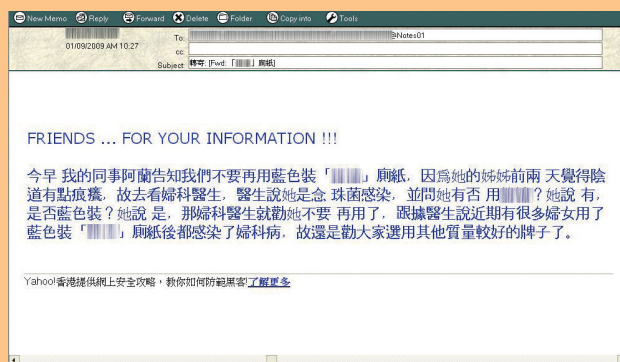 New Memo Reply Forward Delete Folder Copy into Tools
To: @Notes01
01/09/2009 AM 10:27
cc:
Subject: 轉寄: [Fwd: 「 」廁紙]
FRIENDS ... FOR YOUR INFORMATION !!!
今早 我的同事阿蘭告知我們不要再用藍色裝「 」廁紙，因為她的姊姊前兩 天覺得陰
道有點痕癢，故去看婦科醫生，醫生說她是念 珠菌感染，並問她有否 用 ？她說 有，
是否藍色裝？她說 是，那婦科醫生就勸她不要 再用了，跟據醫生說近期有很多婦女用了
藍色裝「 」廁紙後都感染了婦科病，故還是勸大家選用其他質量較好的牌子了。
Yahoo!香港提供網上安全攻略，教你如何防範黑客!了解更多